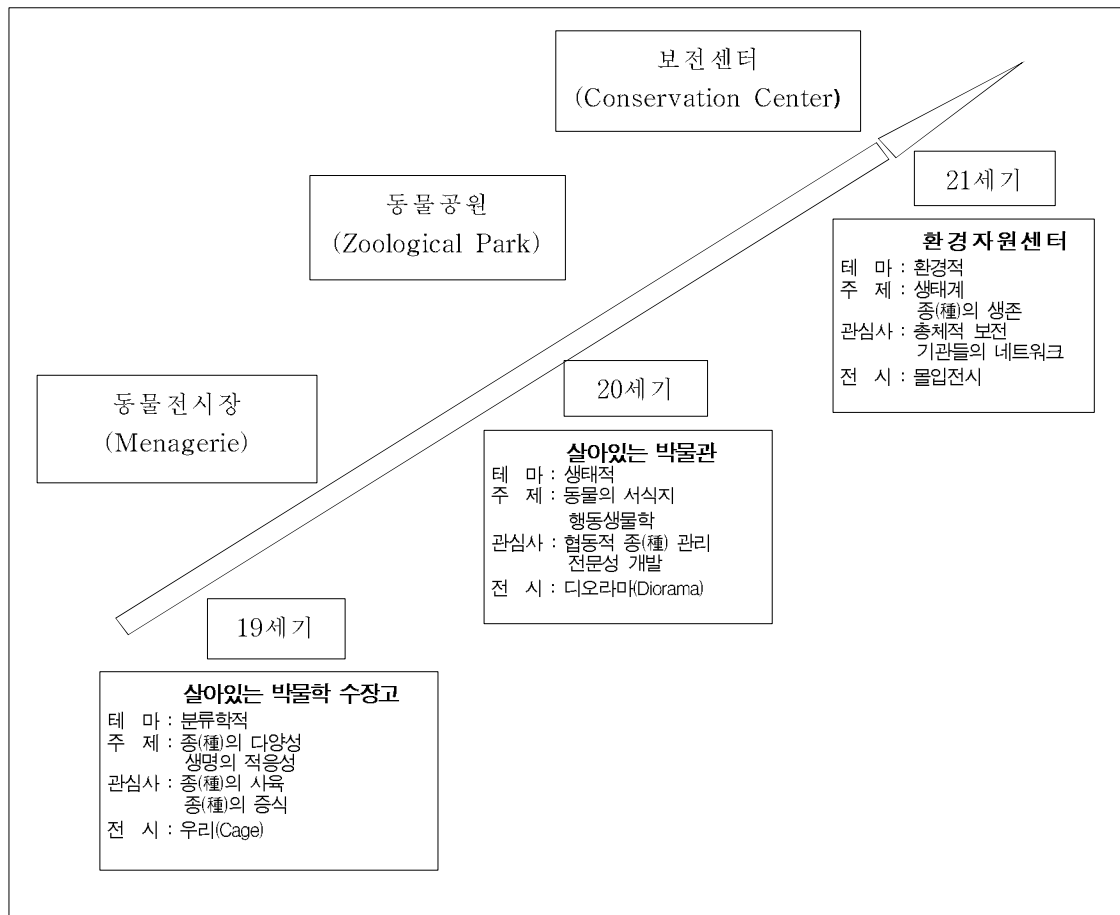 보전센터
(Conservation Center)
21세기
동물공원
(Zoological Park)
환경자원센터
테 마 : 환경적
주 제 : 생태계
종(種)의 생존
관심사 : 총체적 보전
기관들의 네트워크
전 시 : 몰입전시
동물전시장
(Menagerie)
20세기
살아있는 박물관
테 마 : 생태적
주 제 : 동물의 서식지
행동생물학
관심사 : 협동적 종(種) 관리
전문성 개발
전 시 : 디오라마(Diorama)
19세기
살아있는 박물학 수장고
테 마 : 분류학적
주 제 : 종(種)의 다양성
생명의 적응성
관심사 : 종(種)의 사육
종(種)의 증식
전 시 : 우리(Cage)